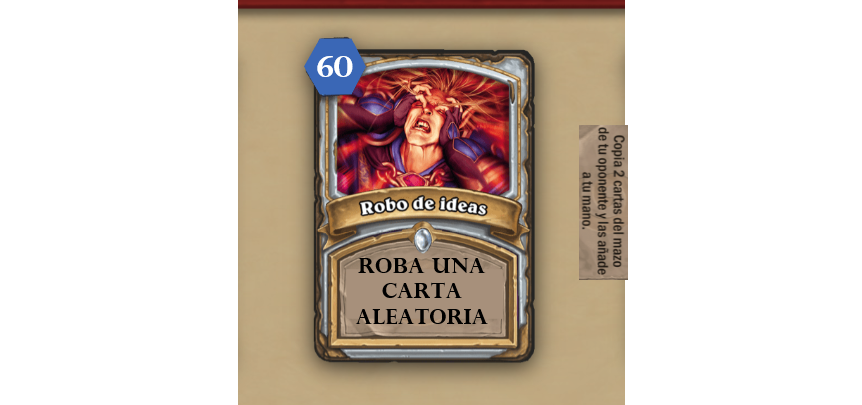 60
Robo de ideas
ROBA UNA
CARTA
ALEATORIA
Copia 2 cartas del mazo
de tu oponente y las añade
a tu mano.